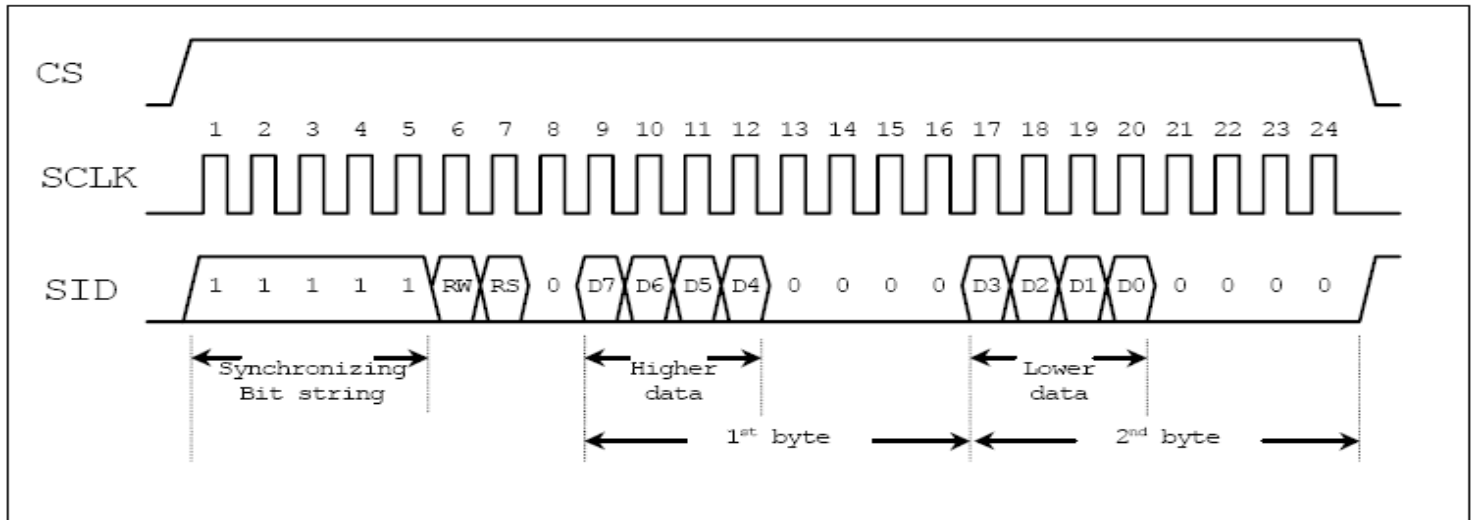 CS
1 2 3 4 5 6 7 8 9 10 11 12 13 14 15 16 17 18 19 20 21 22 23 24
SCLK
SID 1 1 1 1 1 RW RS 0 D7 D6 D5 D4 0 0 0 0 D3 D2 D1 D0 0 0 0 0
Synchronizing Higher Lower
Bit string data data
1st byte 2nd byte